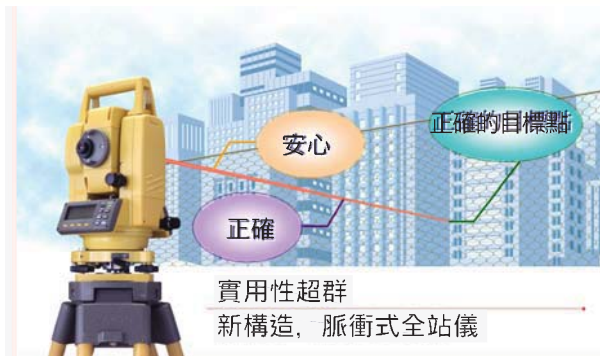 安心
正確的目標點
正確
實用性超群
新構造, 脈衝式全站儀